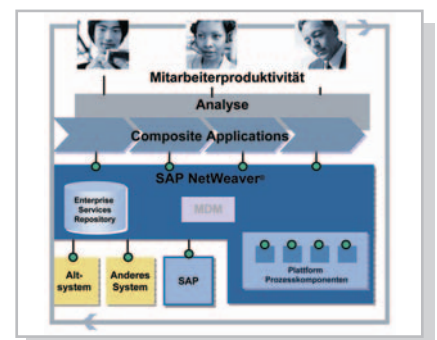 Mitarbeiterproduktivität
Analyse
Composite Applications
SAP NetWeaver®
Enterprise
Services
Repository
MDM
Alt-
system
Anderes
System
SAP
Plattform
Prozesskomponenten